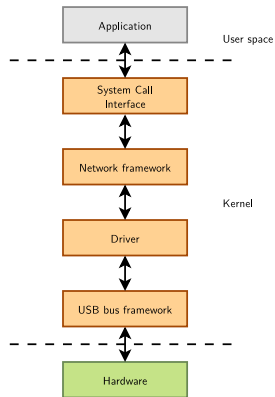 Application
User space
System Call
Interface
Network framework
Kernel
Driver
USB bus framework
Hardware